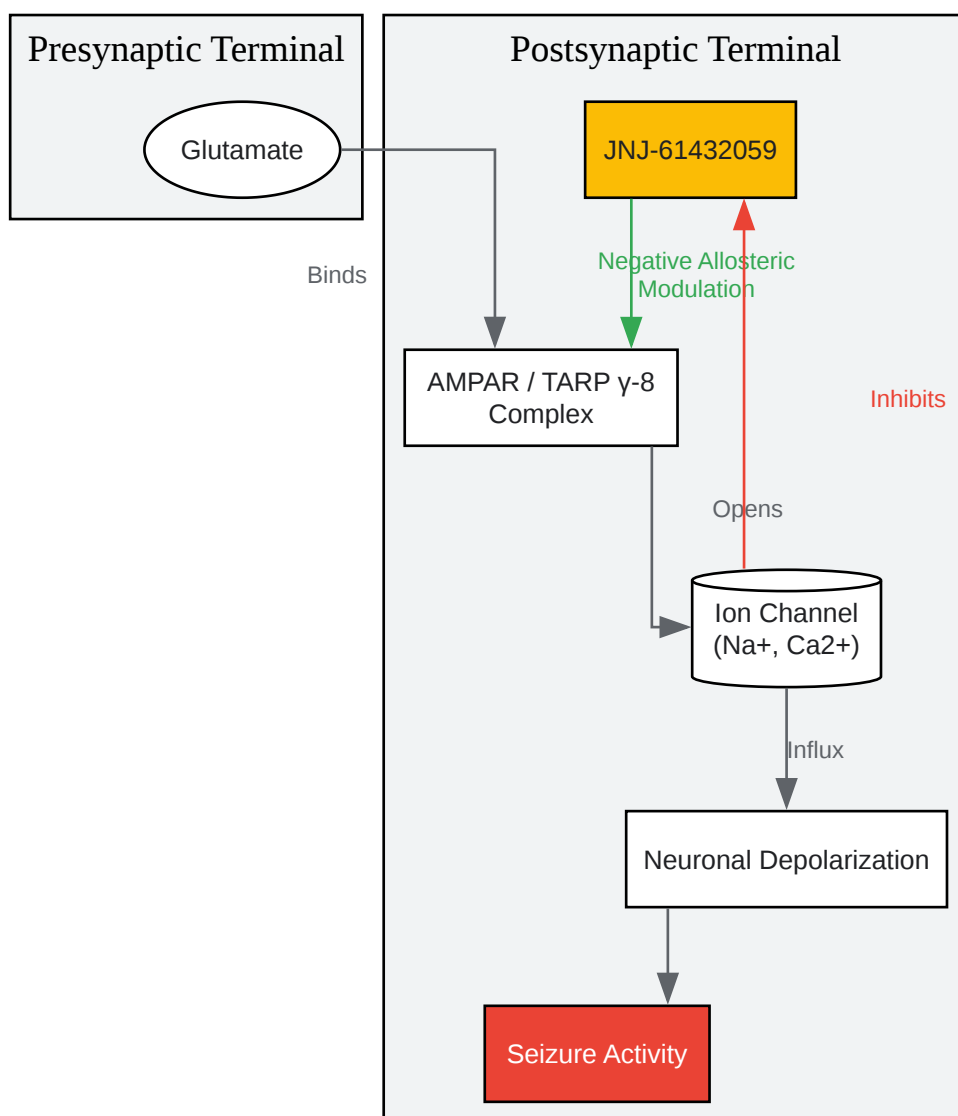 Presynaptic Terminal
Postsynaptic Terminal
Glutamate
JNJ-61432059
Binds
Negative Allosteric
Modulation
AMPAR / TARP γ-8
Complex
Inhibits
Opens
Ion Channel
(Na+, Ca2+)
Influx
Neuronal Depolarization
Seizure Activity